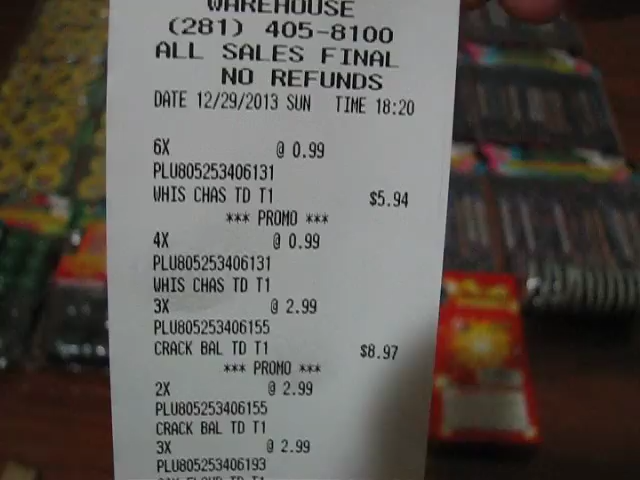 WAREHOUSE
(281) 405-8100
ALL SALES FINAL
NO REFUNDS
DATE 12/29/2013 SUN TIME 18:20
6X @ 0.99
PLU805253406131
WHIS CHAS TD T1 $5.94
*** PROMO ***
4X @ 0.99
PLU805253406131
WHIS CHAS TD T1
3X @ 2.99
PLU805253406155
CRACK BAL TD T1 $8.97
*** PROMO ***
2X @ 2.99
PLU805253406155
CRACK BAL TD T1
3X @ 2.99
PLU805253406193